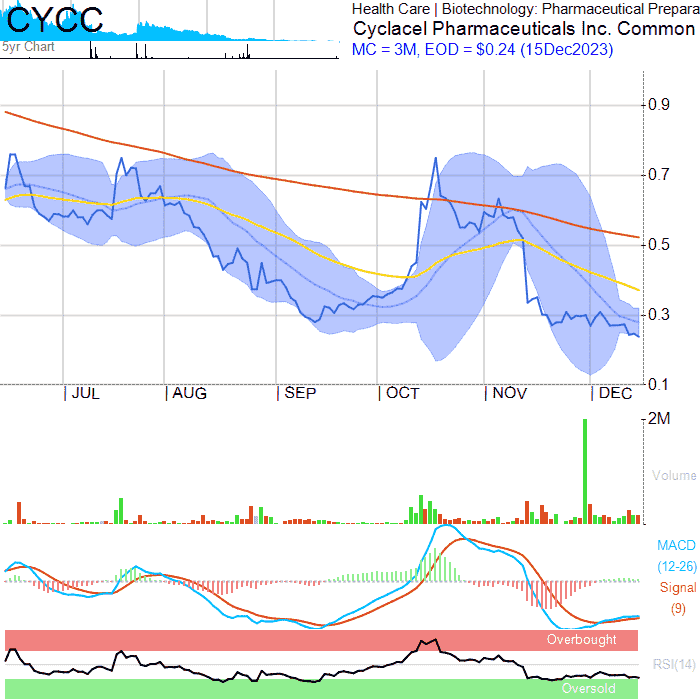 CYCC
5yr Chart
Health Care | Biotechnology: Pharmaceutical Prepara
Cyclacel Pharmaceuticals Inc. Common
MC = 3M, EOD = $0.24 (15Dec2023)
0.9
0.7
0.5
0.3
0.1
JUL AUG SEP OCT NOV DEC
2M
Volume
MACD
(12-26)
Signal
(9)
Overbought
RSI(14)
Oversold